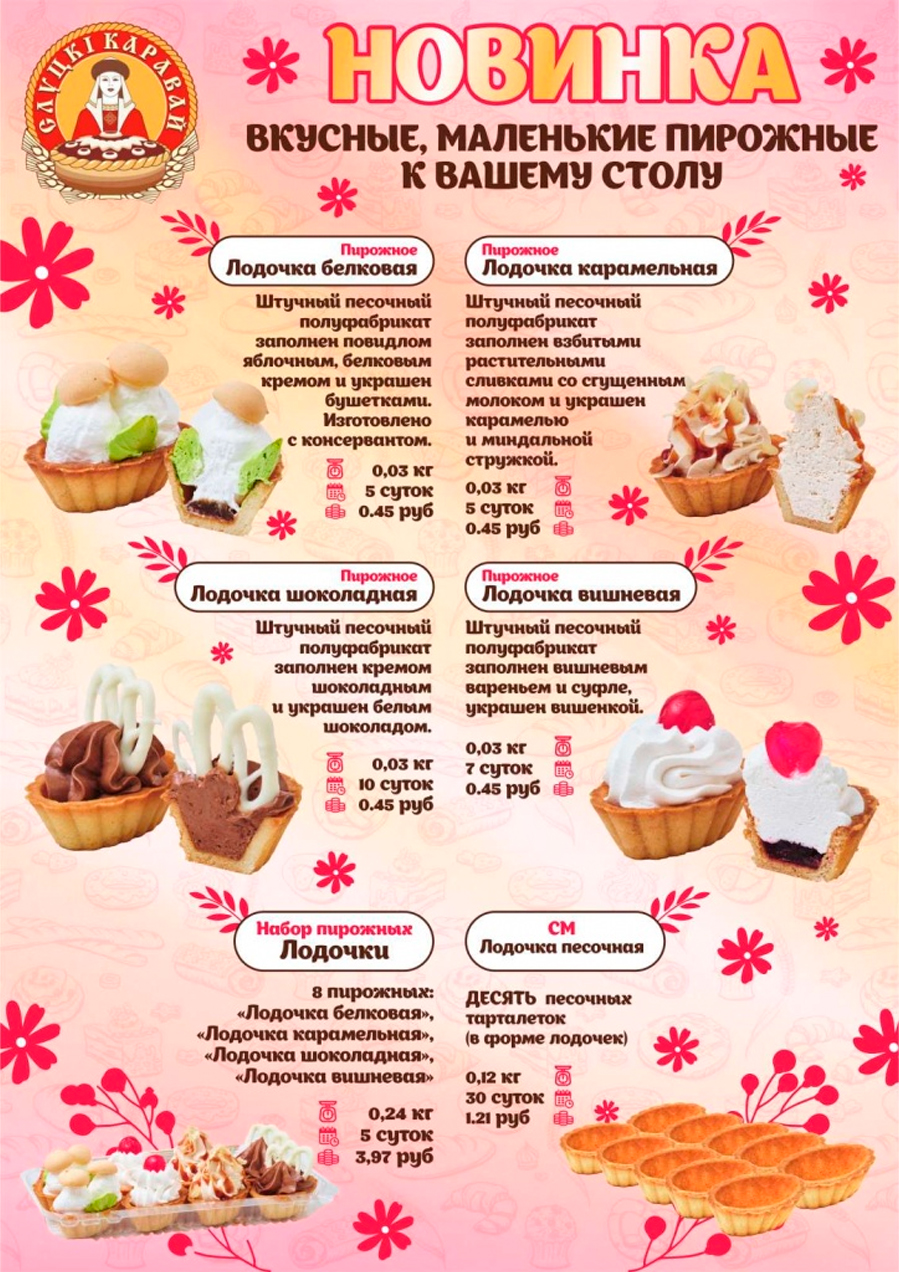 СЛУЦКІ КАРАВАЙ
НОВИНКА
ВКУСНЫЕ, МАЛЕНЬКИЕ ПИРОЖНЫЕ
К ВАШЕМУ СТОЛУ
Пирожное
Лодочка белковая
Штучный песочный
полуфабрикат
заполнен повидлом
яблочным, белковым
кремом и украшен
бушетками.
Изготовлено
с консервантом.
0,03 кг
5 суток
0.45 руб
Пирожное
Лодочка карамельная
Штучный песочный
полуфабрикат
заполнен взбитыми
растительными
сливками со сгущенным
молоком и украшен
карамелью
и миндальной
стружкой.
0,03 кг
5 суток
0.45 руб
Пирожное
Лодочка шоколадная
Штучный песочный
полуфабрикат
заполнен кремом
шоколадным
и украшен белым
шоколадом.
0,03 кг
10 суток
0.45 руб
Пирожное
Лодочка вишневая
Штучный песочный
полуфабрикат
заполнен вишневым
вареньем и суфле,
украшен вишенкой.
0,03 кг
7 суток
0.45 руб
Набор пирожных
Лодочки
8 пирожных:
«Лодочка белковая»,
«Лодочка карамельная»,
«Лодочка шоколадная»,
«Лодочка вишневая»
0,24 кг
5 суток
3,97 руб
СМ
Лодочка песочная
ДЕСЯТЬ песочных
тарталеток
(в форме лодочек)
0,12 кг
30 суток
1.21 руб